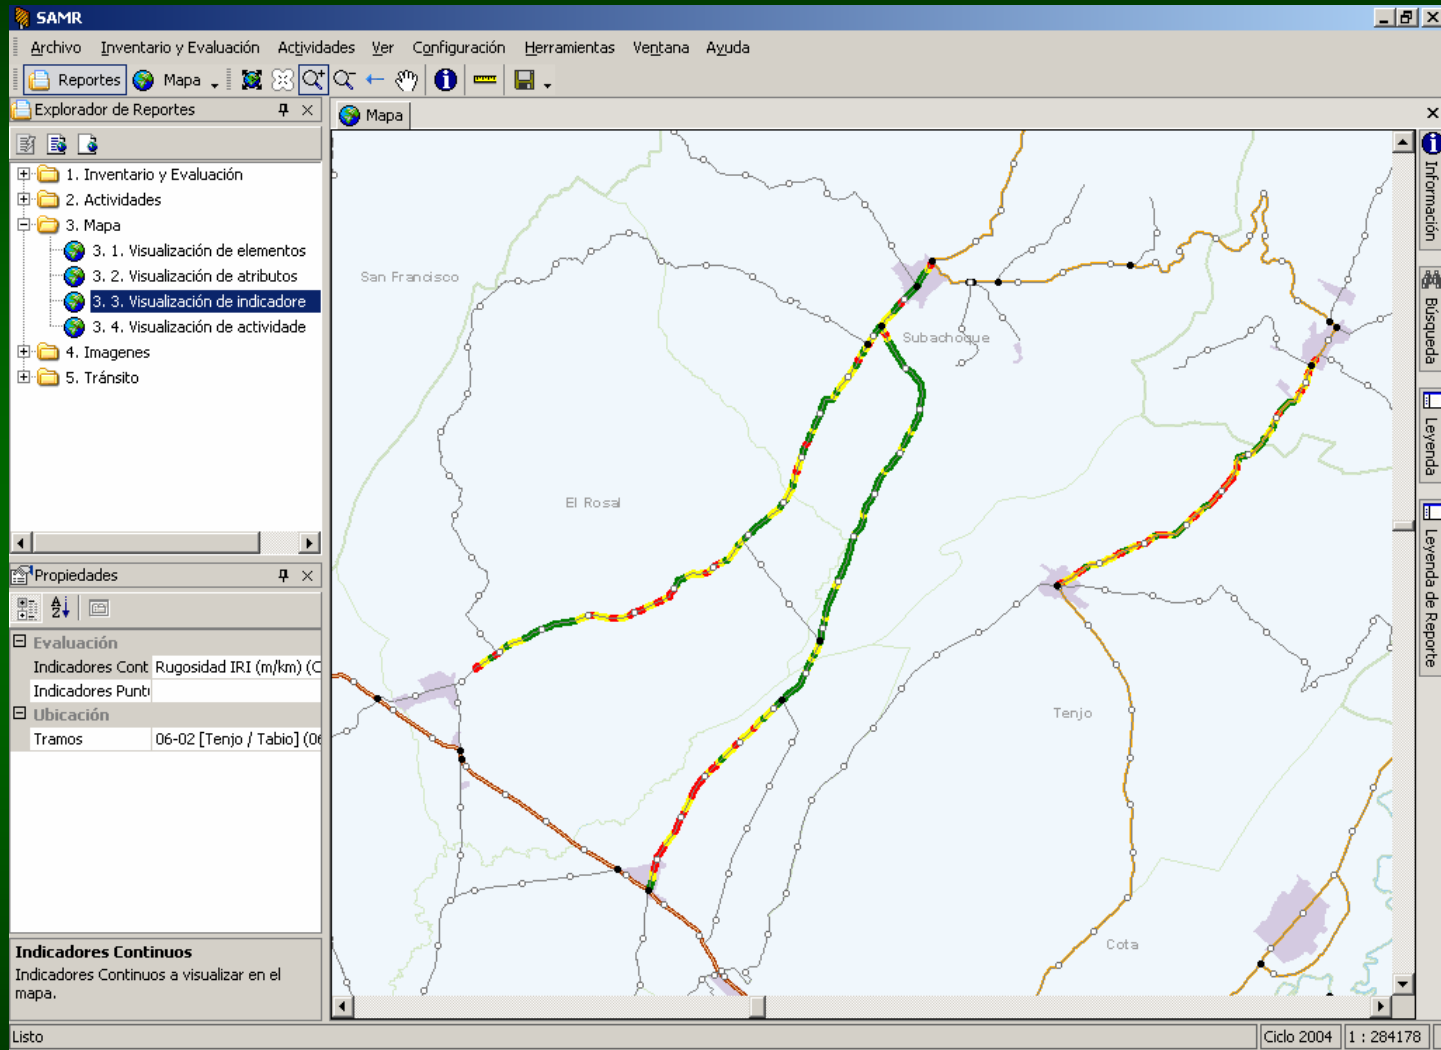 SAMR
Archivo Inventario y Evaluación Actividades Ver Configuración Herramientas Ventana Ayuda
Reportes Mapa
Explorador de Reportes
Mapa
1. Inventario y Evaluación
2. Actividades
3. Mapa
3. 1. Visualización de elementos
3. 2. Visualización de atributos
3. 3. Visualización de indicadore
3. 4. Visualización de actividade
4. Imagenes
5. Tránsito
Propiedades
Evaluación
Indicadores Cont Rugosidad IRI (m/km) (C
Indicadores Punt
Ubicación
Tramos 06-02 [Tenjo / Tabio] (06
Indicadores Continuos
Indicadores Continuos a visualizar en el
mapa.
San Francisco
Subachoque
El Rosal
Tenjo
Cota
Información
Búsqueda
Leyenda
Leyenda de Reporte
Listo
Ciclo 2004
1 : 284178